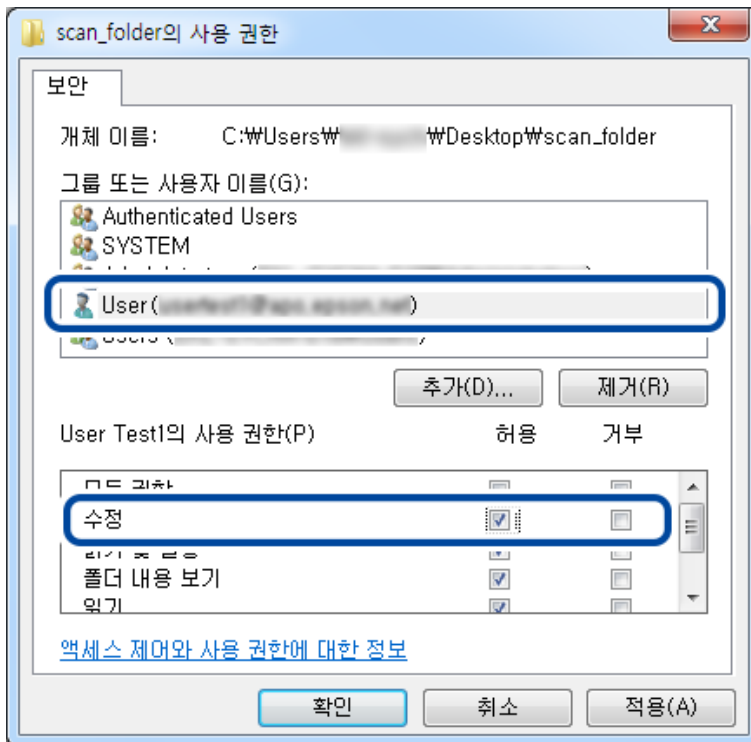 scan_folder의 사용 권한
보안
개체 이름: C:₩Users₩ ₩Desktop₩scan_folder
그룹 또는 사용자 이름(G):
Authenticated Users
SYSTEM
User( )
추가(D)... 제거(R)
User Test1의 사용 권한(P) 허용 거부
모든 권한
수정
폴더 내용 보기
읽기
액세스 제어와 사용 권한에 대한 정보
확인 취소 적용(A)